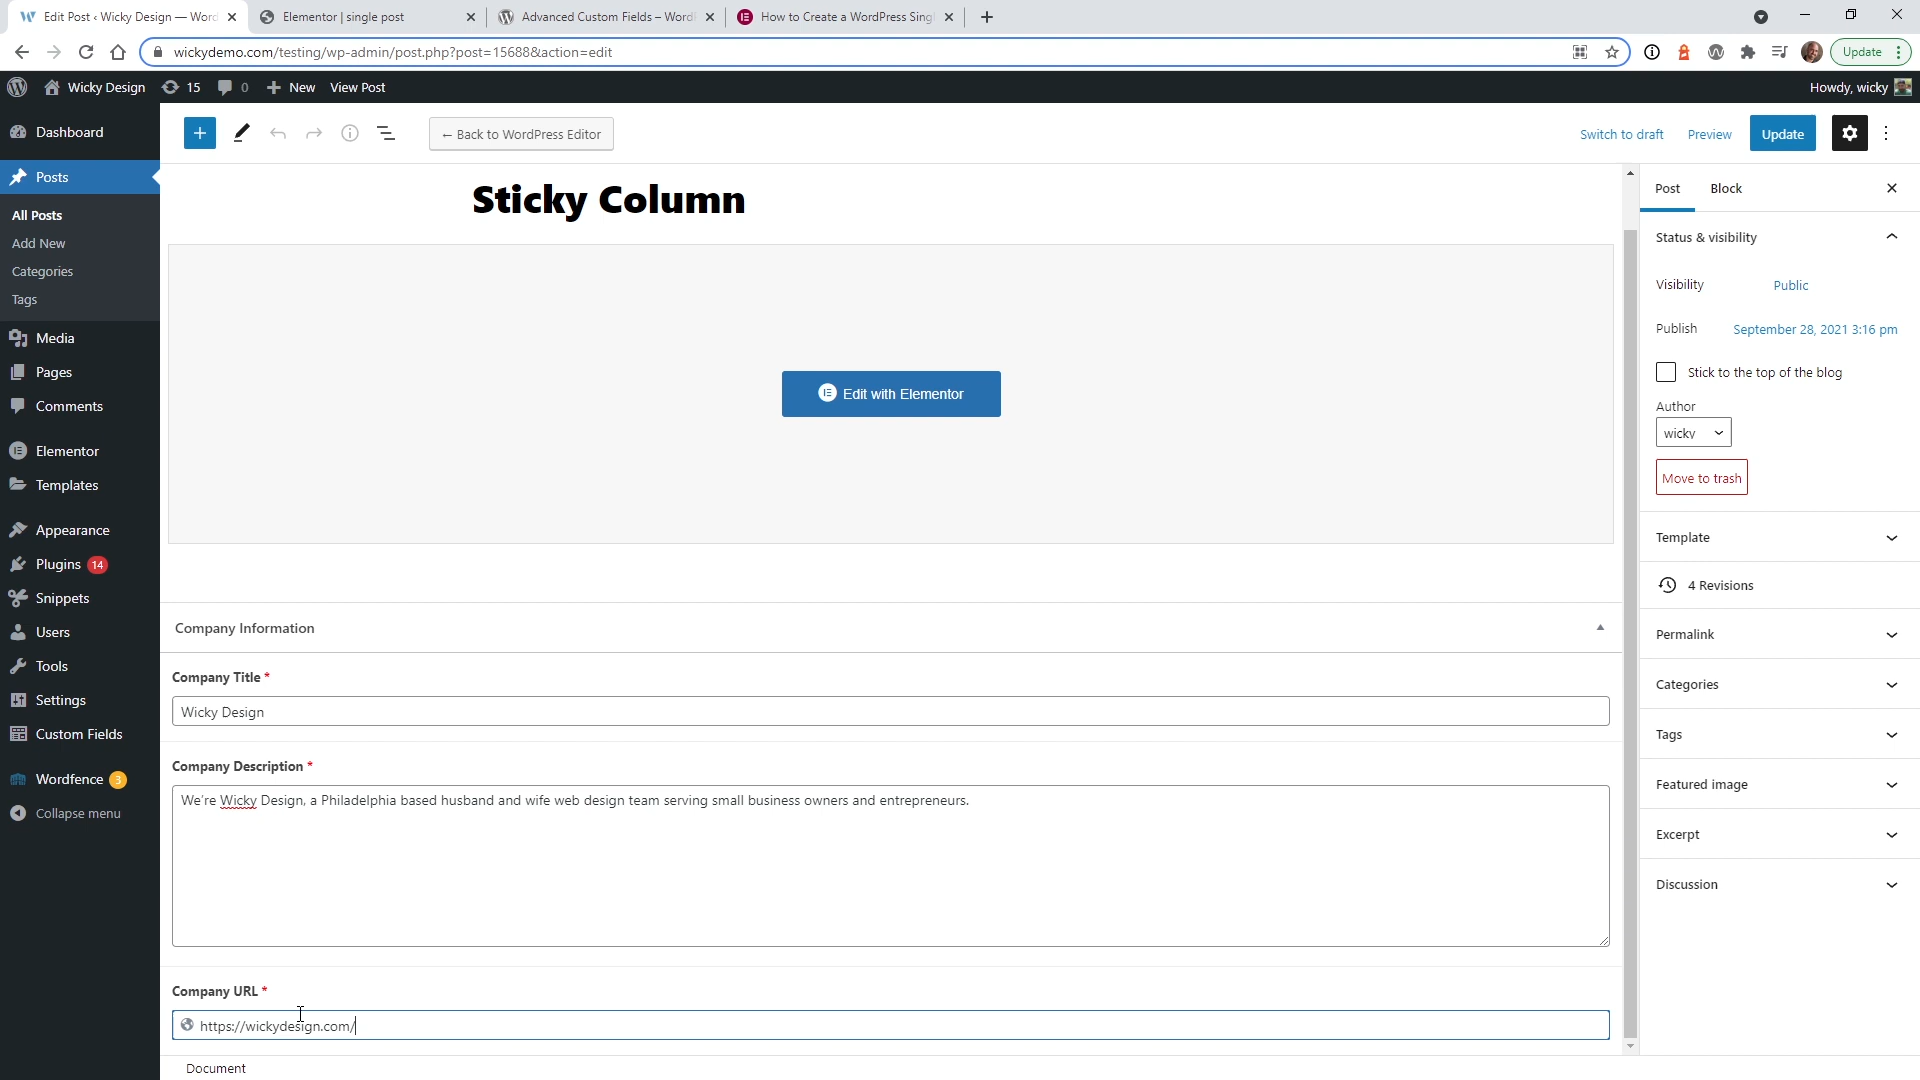 Edit Post ‹ Wicky Design — Word
Elementor | single post
Advanced Custom Fields – Word
How to Create a WordPress Sing
wickydemo.com/testing/wp-admin/post.php?post=15688&action=edit
Update
Wicky Design
15
0
New
View Post
Howdy, wicky
Dashboard
Posts
All Posts
Add New
Categories
Tags
Media
Pages
Comments
Elementor
Templates
Appearance
Plugins 14
Snippets
Users
Tools
Settings
Custom Fields
Wordfence 3
Collapse menu
← Back to WordPress Editor
Switch to draft
Preview
Update
Sticky Column
Edit with Elementor
Company Information
Company Title *
Wicky Design
Company Description *
We're Wicky Design, a Philadelphia based husband and wife web design team serving small business owners and entrepreneurs.
Company URL *
https://wickydesign.com/
Document
Post
Block
Status & visibility
Visibility
Public
Publish
September 28, 2021 3:16 pm
Stick to the top of the blog
Author
wicky
Move to trash
Template
4 Revisions
Permalink
Categories
Tags
Featured image
Excerpt
Discussion